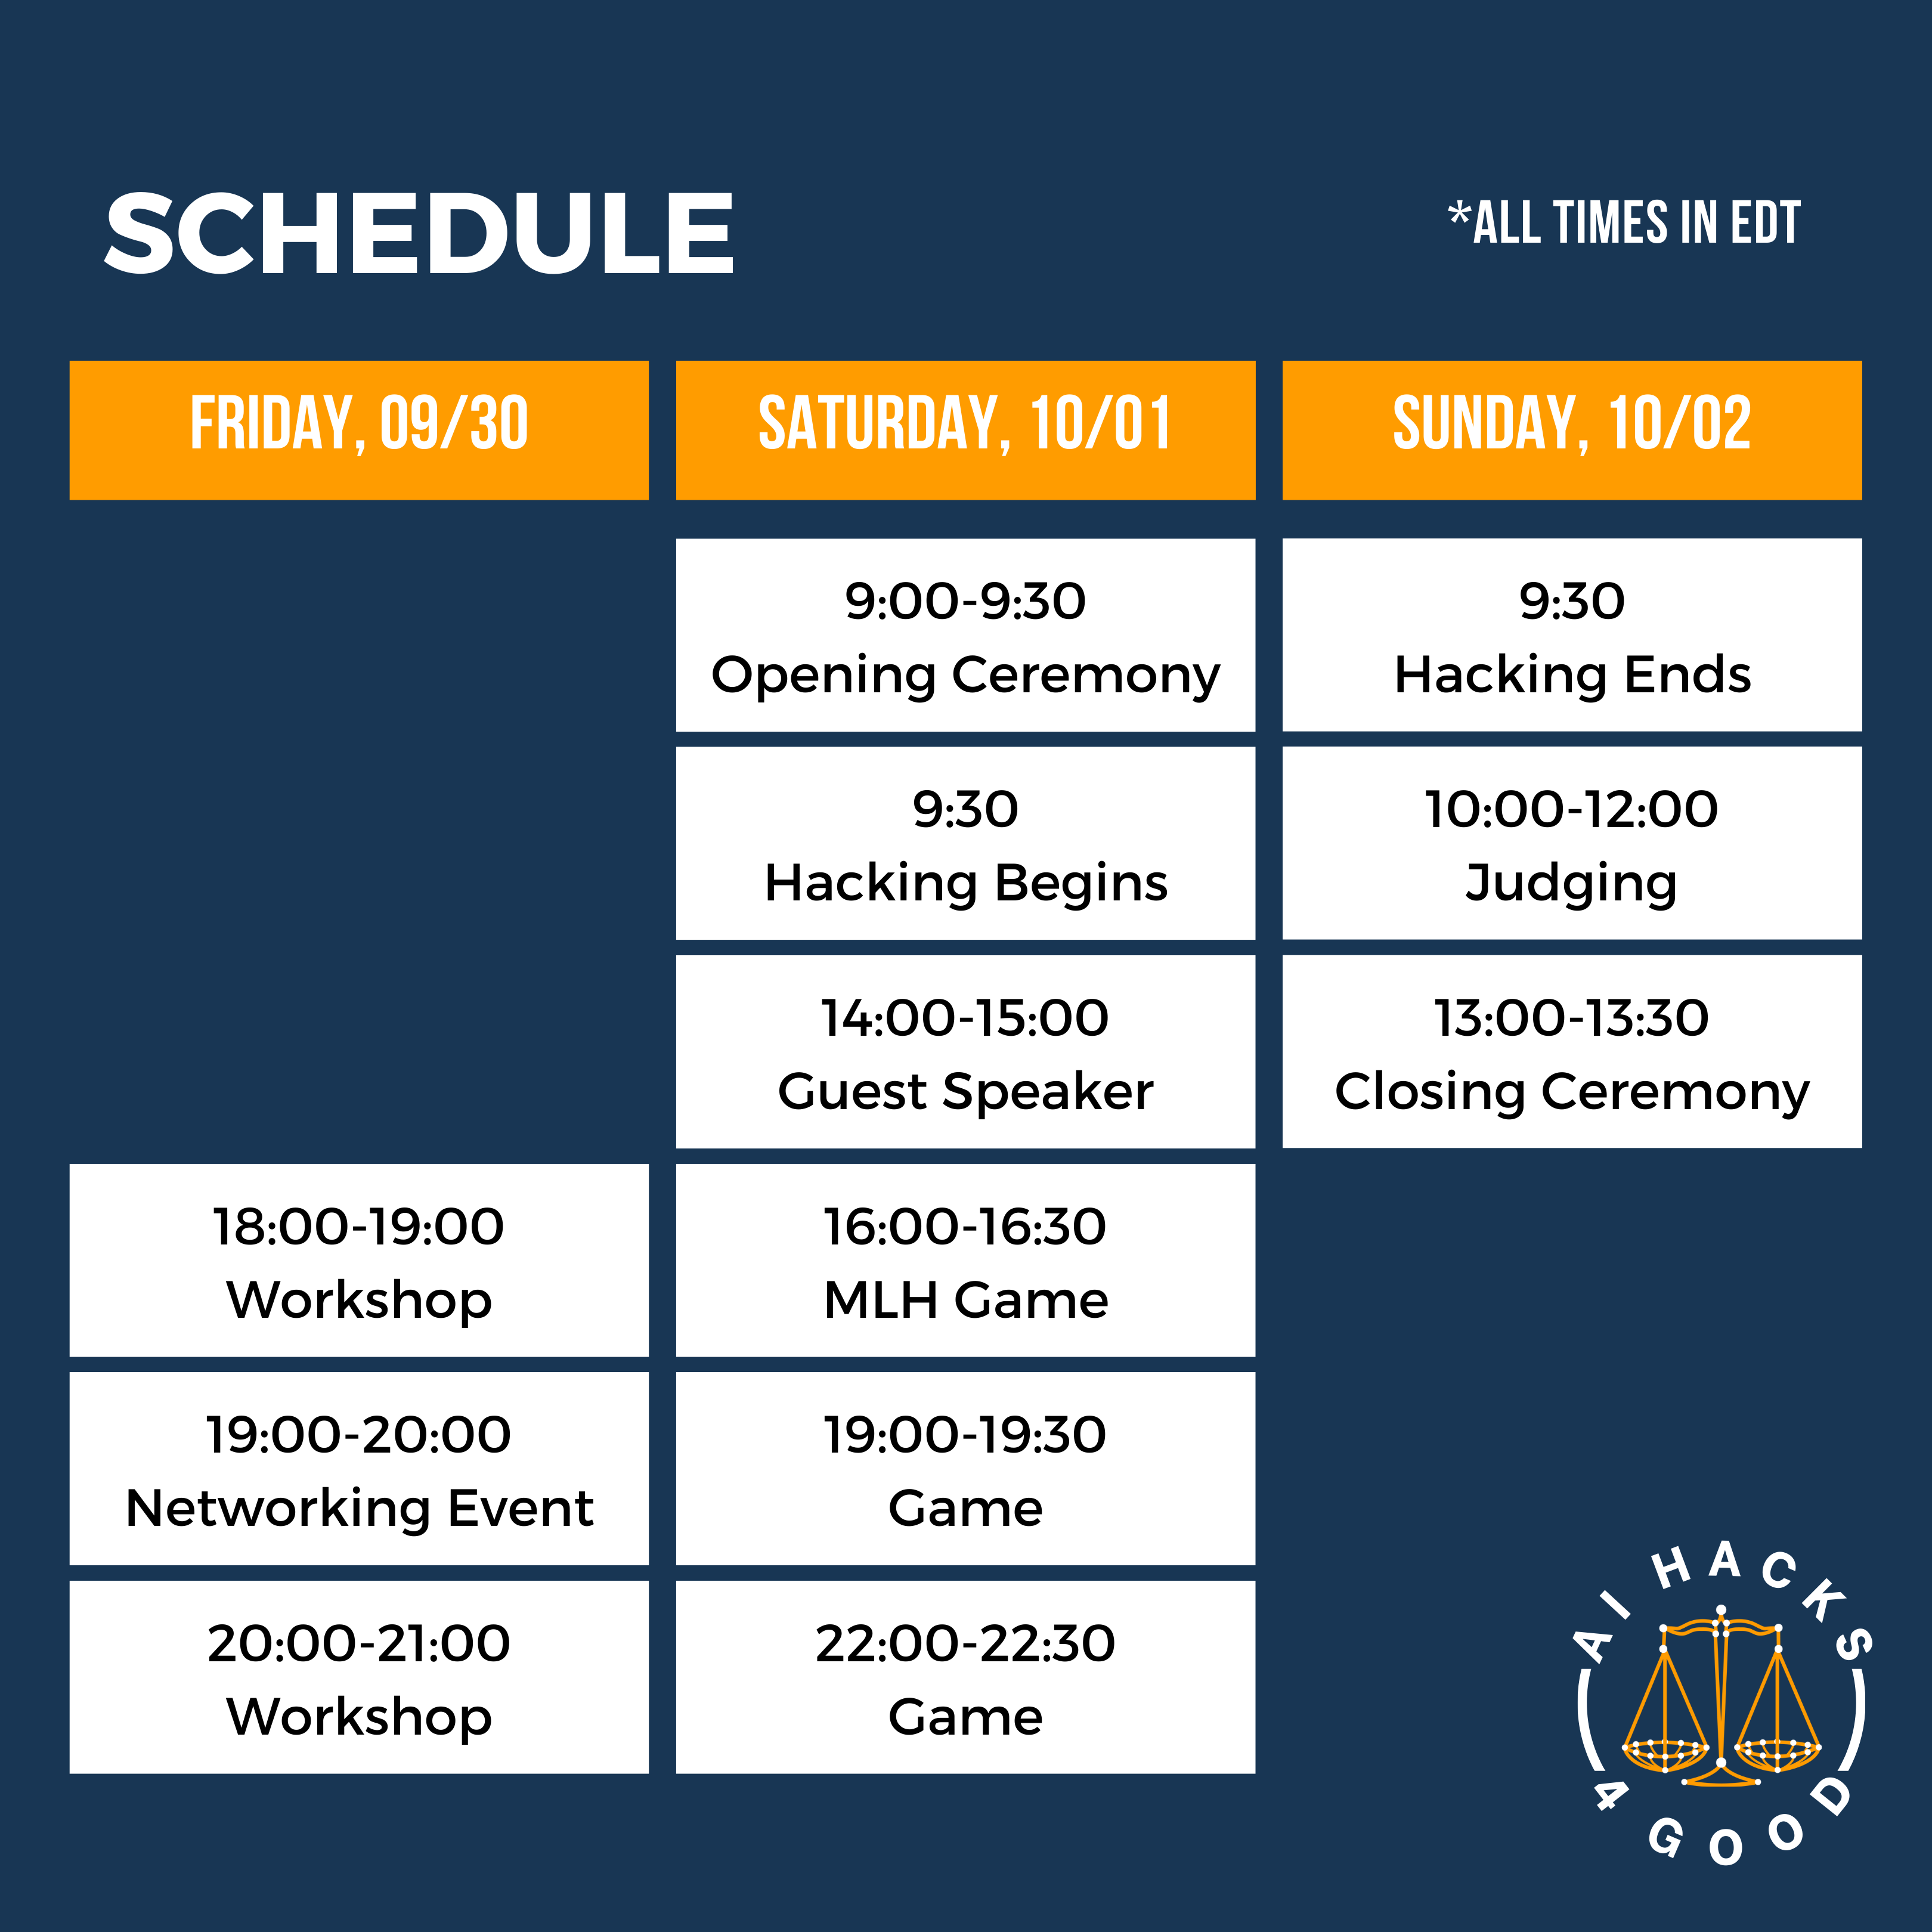 SCHEDULE
*ALL TIMES IN EDT
FRIDAY, 09/30
18:00-19:00
Workshop
19:00-20:00
Networking Event
20:00-21:00
Workshop
SATURDAY, 10/01
9:00-9:30
Opening Ceremony
9:30
Hacking Begins
14:00-15:00
Guest Speaker
16:00-16:30
MLH Game
19:00-19:30
Game
22:00-22:30
Game
SUNDAY, 10/02
9:30
Hacking Ends
10:00-12:00
Judging
13:00-13:30
Closing Ceremony
AI HACKS
4 GOOD